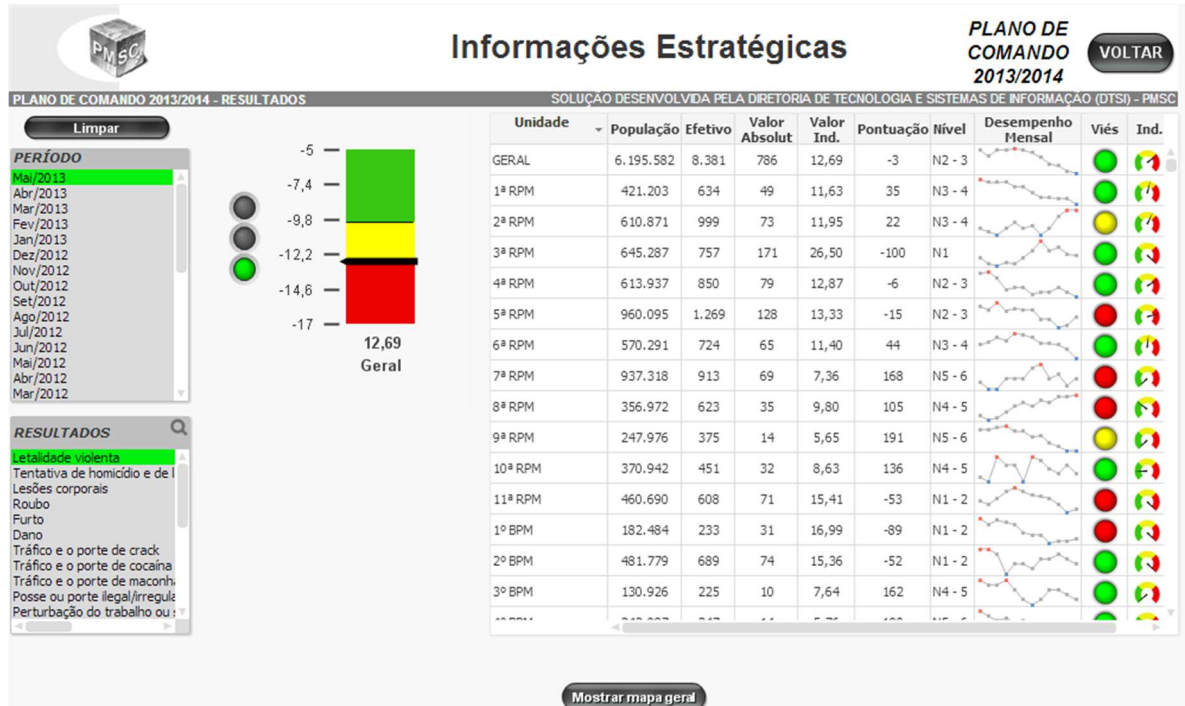 PMSC
Informações Estratégicas
PLANO DE
COMANDO
2013/2014
VOLTAR
PLANO DE COMANDO 2013/2014 - RESULTADOS
SOLUÇÃO DESENVOLVIDA PELA DIRETORIA DE TECNOLOGIA E SISTEMAS DE INFORMAÇÃO (DTSI) - PMSC
Limpar
PERÍODO
Mai/2013
Abr/2013
Mar/2013
Fev/2013
Jan/2013
Dez/2012
Nov/2012
Out/2012
Set/2012
Ago/2012
Jul/2012
Jun/2012
Mai/2012
Abr/2012
Mar/2012
RESULTADOS
Letalidade violenta
Tentativa de homicídio e de l
Lesões corporais
Roubo
Furto
Dano
Tráfico e o porte de crack
Tráfico e o porte de cocaína
Tráfico e o porte de maconh
Posse ou porte ilegal/irregula
Perturbação do trabalho ou
-5
-7,4
-9,8
-12,2
-14,6
-17
12,69
Geral
Unidade População Efetivo Valor Absolut Valor Ind. Pontuação Nível Desempenho Mensal Viés Ind.
GERAL 6.195.582 8.381 786 12,69 -3 N2 - 3
1ª RPM 421.203 634 49 11,63 35 N3 - 4
2ª RPM 610.871 999 73 11,95 22 N3 - 4
3ª RPM 645.287 757 171 26,50 -100 N1
4ª RPM 613.937 850 79 12,87 -6 N2 - 3
5ª RPM 960.095 1.269 128 13,33 -15 N2 - 3
6ª RPM 570.291 724 65 11,40 44 N3 - 4
7ª RPM 937.318 913 69 7,36 168 N5 - 6
8ª RPM 356.972 623 35 9,80 105 N4 - 5
9ª RPM 247.976 375 14 5,65 191 N5 - 6
10ª RPM 370.942 451 32 8,63 136 N4 - 5
11ª RPM 460.690 608 71 15,41 -53 N1 - 2
1º BPM 182.484 233 31 16,99 -89 N1 - 2
2º BPM 481.779 689 74 15,36 -52 N1 - 2
3º BPM 130.926 225 10 7,64 162 N4 - 5
Mostrar mapa geral